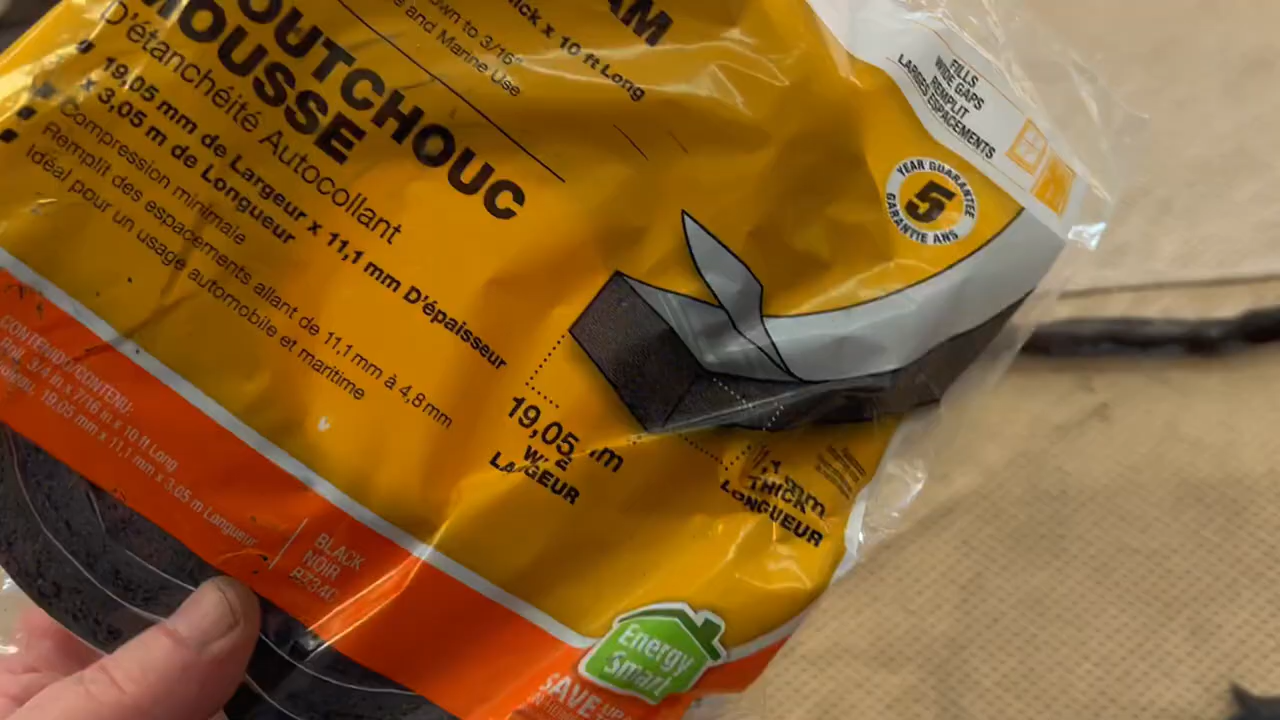 AM
ick x 10 ft Long
own to 3/16"
e and Marine Use
OUTCHOUC
MOUSSE
D'étanchéité Autocollant
19,05 mm de Largeur x 11,1 mm D'épaisseur
x 3,05 m de Longueur
Compression minimale
Remplit des espacements allant de 11,1 mm à 4,8 mm
Idéal pour un usage automobile et maritime
FILLS
WIDE GAPS
REMPLIT
LARGES ESPACEMENTS
YEAR GUARANTEE
5
GARANTIE ANS
19,05 mm
LARGEUR
THICK
LONGUEUR
CONTENIDO/CONTENU:
Roll, 3/4 in x 7/16 in x 10 ft Long
19,05 mm x 11,1 mm x 3,05 m Longueur
BLACK
NOIR
Energy
Smart
SAVE